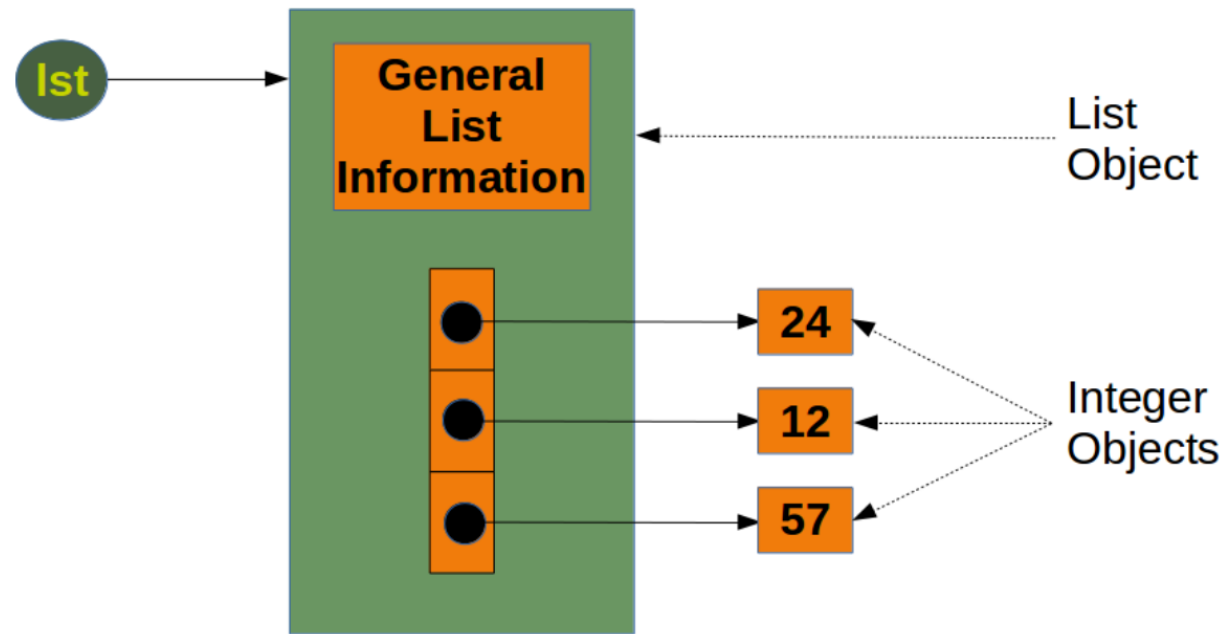 lst
General
List
Information
List
Object
24
12
57
Integer
Objects